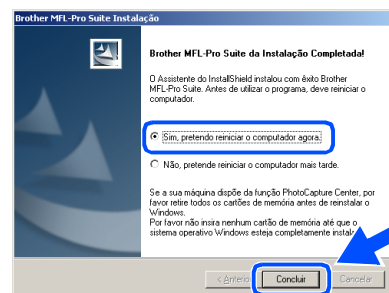 Brother MFL-Pro Suite Instalação
Brother MFL-Pro Suite da Instalação Completada!
O Assistente do InstallShield instalou com êxito Brother
MFL-Pro Suite. Antes de utilizar o programa, deve reiniciar o
computador.
Sim, pretendo reiniciar o computador agora.
Não, pretende reiniciar o computador mais tarde.
Se a sua máquina dispõe da função PhotoCapture Center, por
favor retire todos os cartões de memória antes de reinstalar o
Windows.
Por favor não insira nenhum cartão de memória até que o
sistema operativo Windows esteja completamente
< Anterior Concluir Cancelar